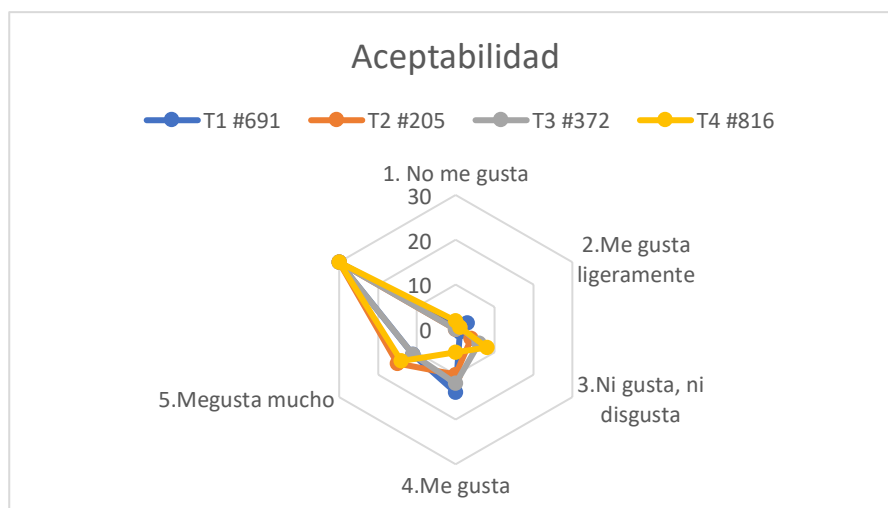 Aceptabilidad
T1 #691 T2 #205 T3 #372 T4 #816
1. No me gusta
30
20
10
0
2.Me gusta
ligeramente
3.Ni gusta, ni
disgusta
5.Megusta mucho
4.Me gusta